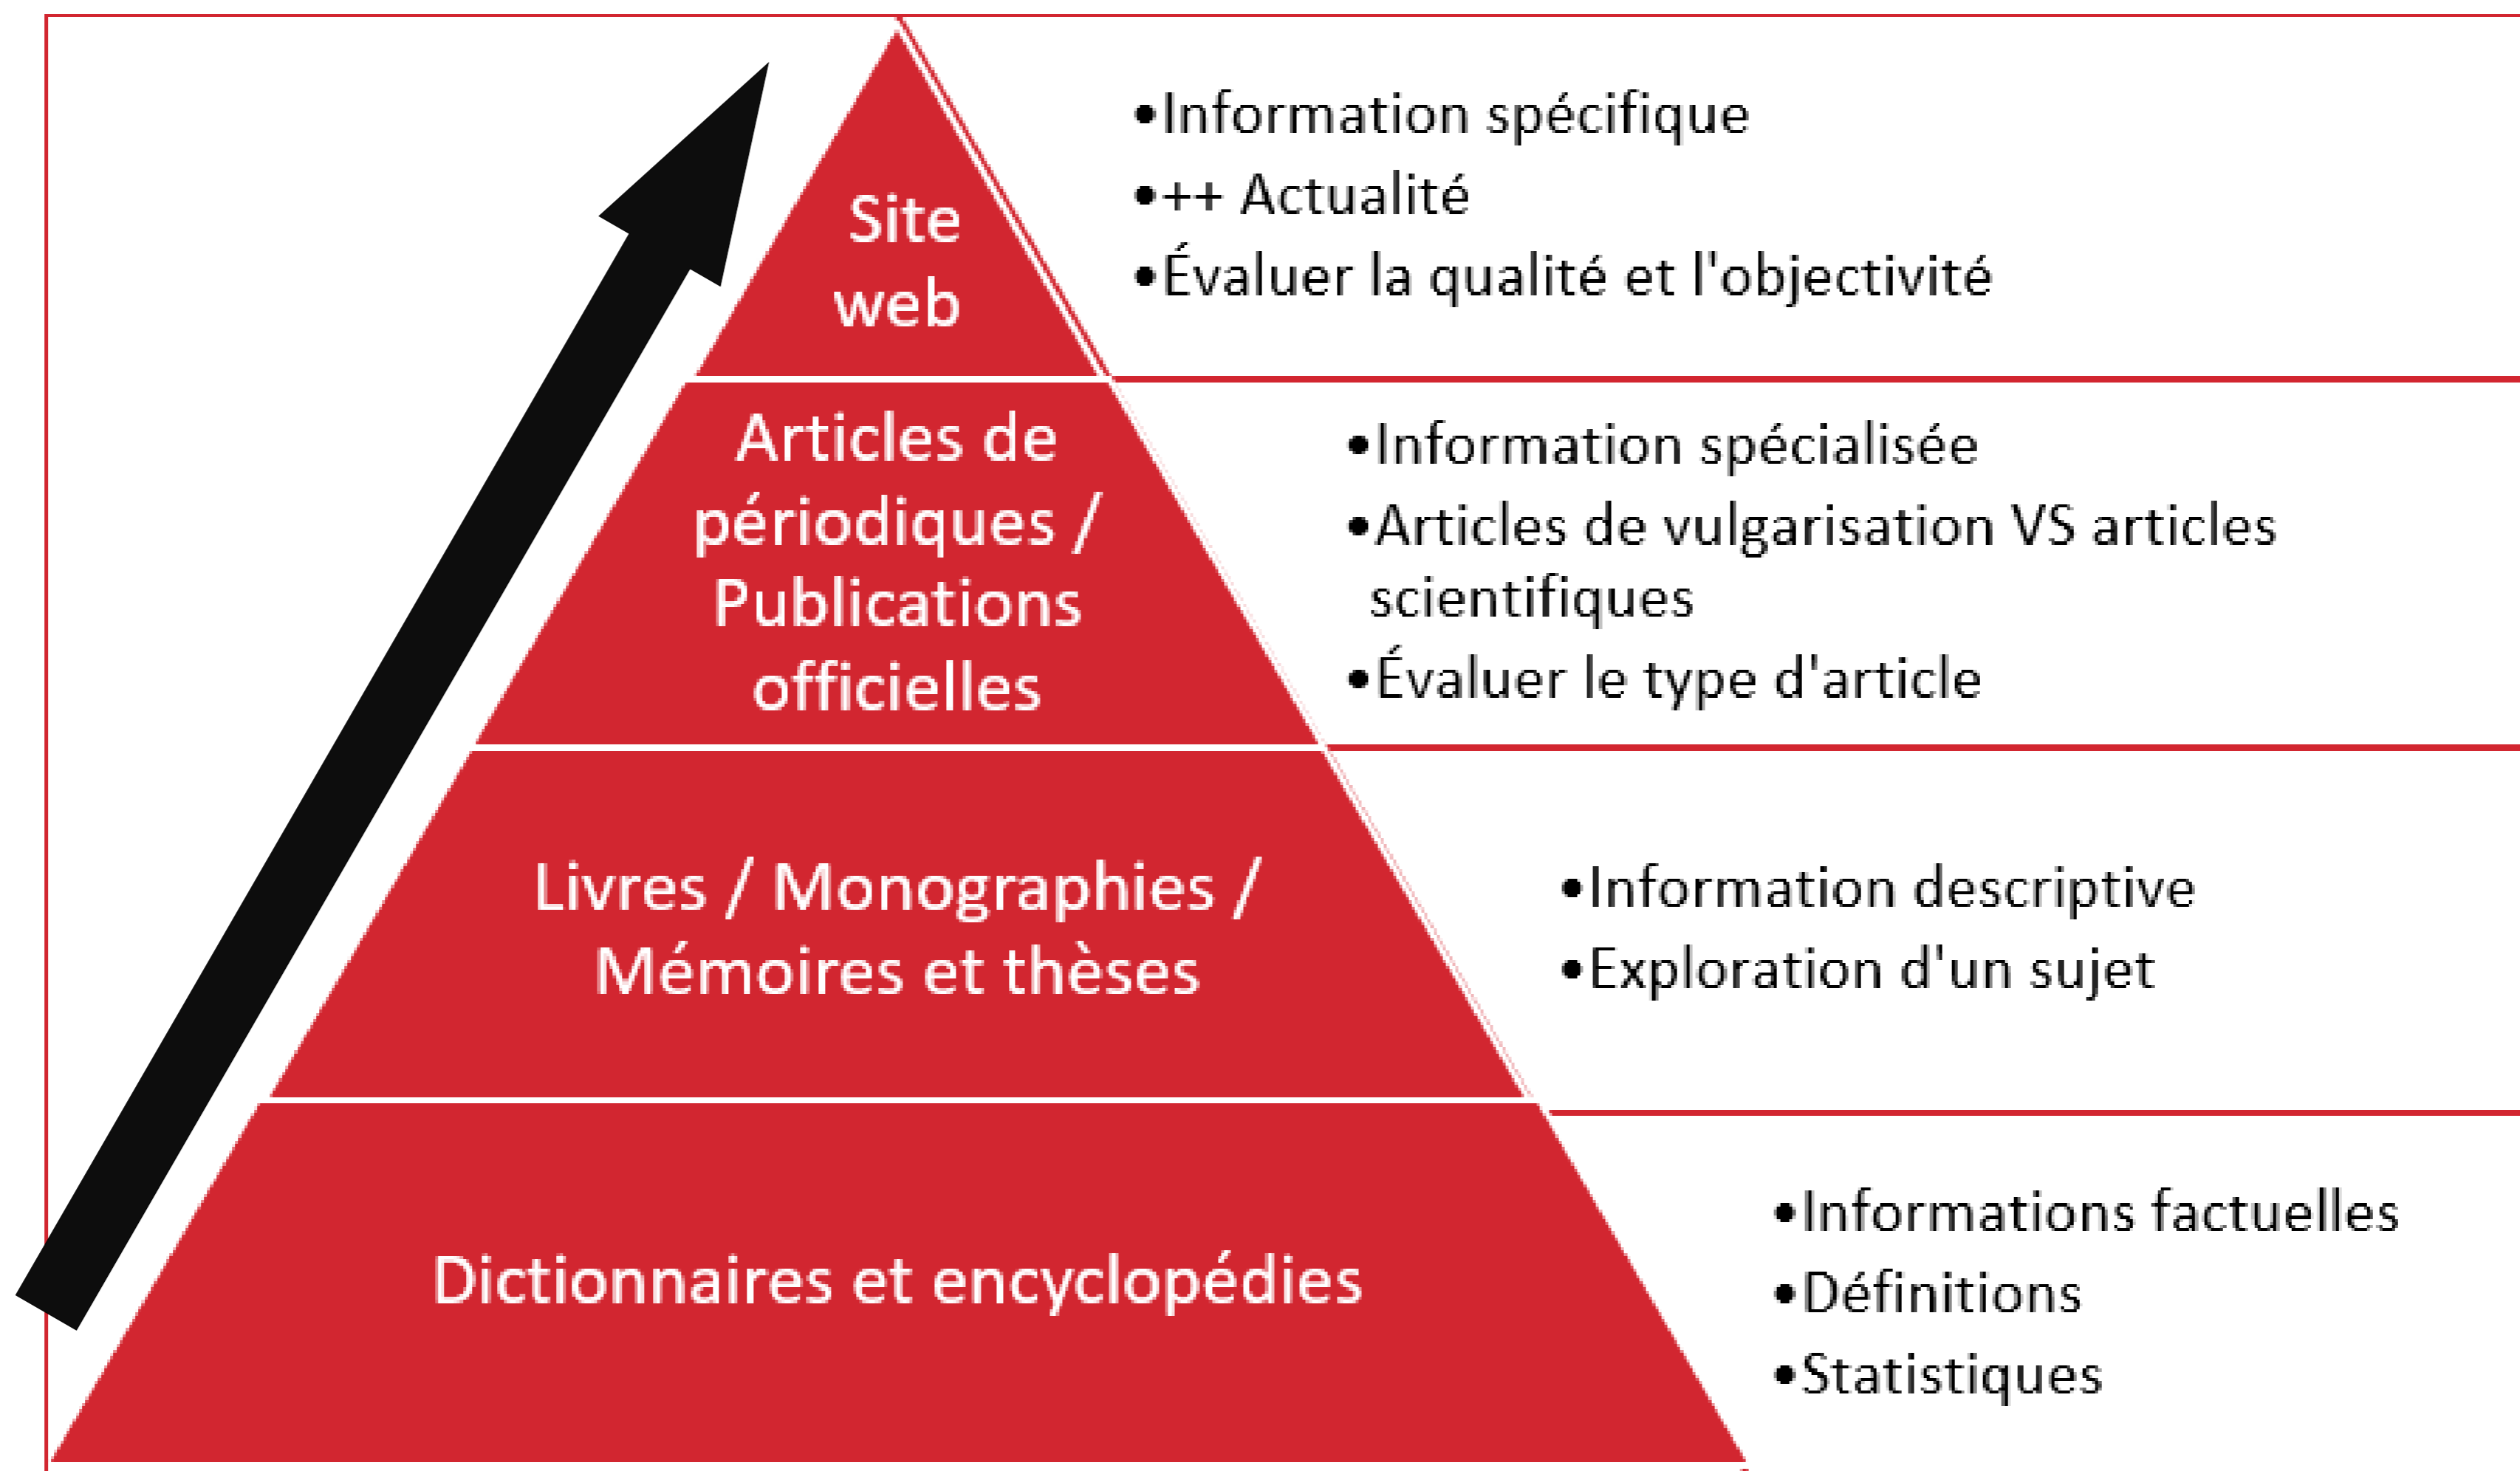 Site
web
•Information spécifique
•++ Actualité
•Évaluer la qualité et l'objectivité
Articles de
périodiques /
Publications
officielles
•Information spécialisée
•Articles de vulgarisation VS articles
scientifiques
•Évaluer le type d'article
Livres / Monographies /
Mémoires et thèses
•Information descriptive
•Exploration d'un sujet
Dictionnaires et encyclopédies
•Informations factuelles
•Définitions
•Statistiques